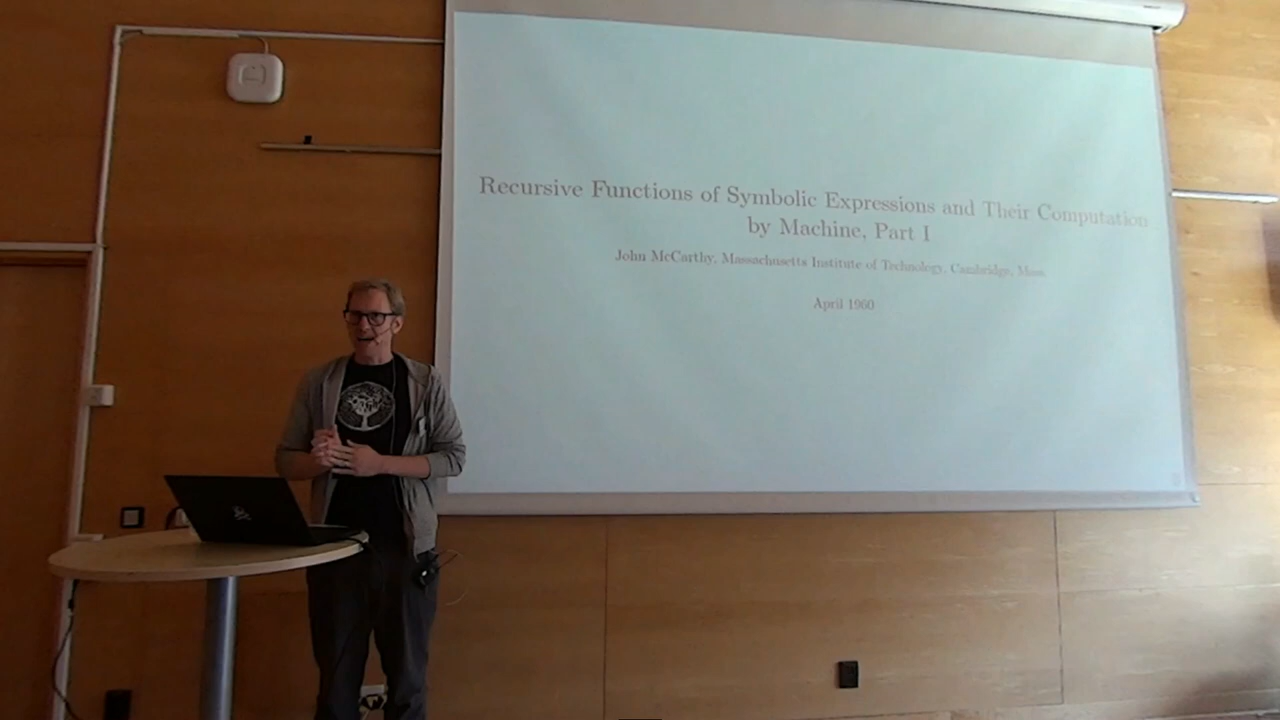 Recursive Functions of Symbolic Expressions and Their Computation
by Machine, Part I
John McCarthy, Massachusetts Institute of Technology, Cambridge, Mass.
April 1960